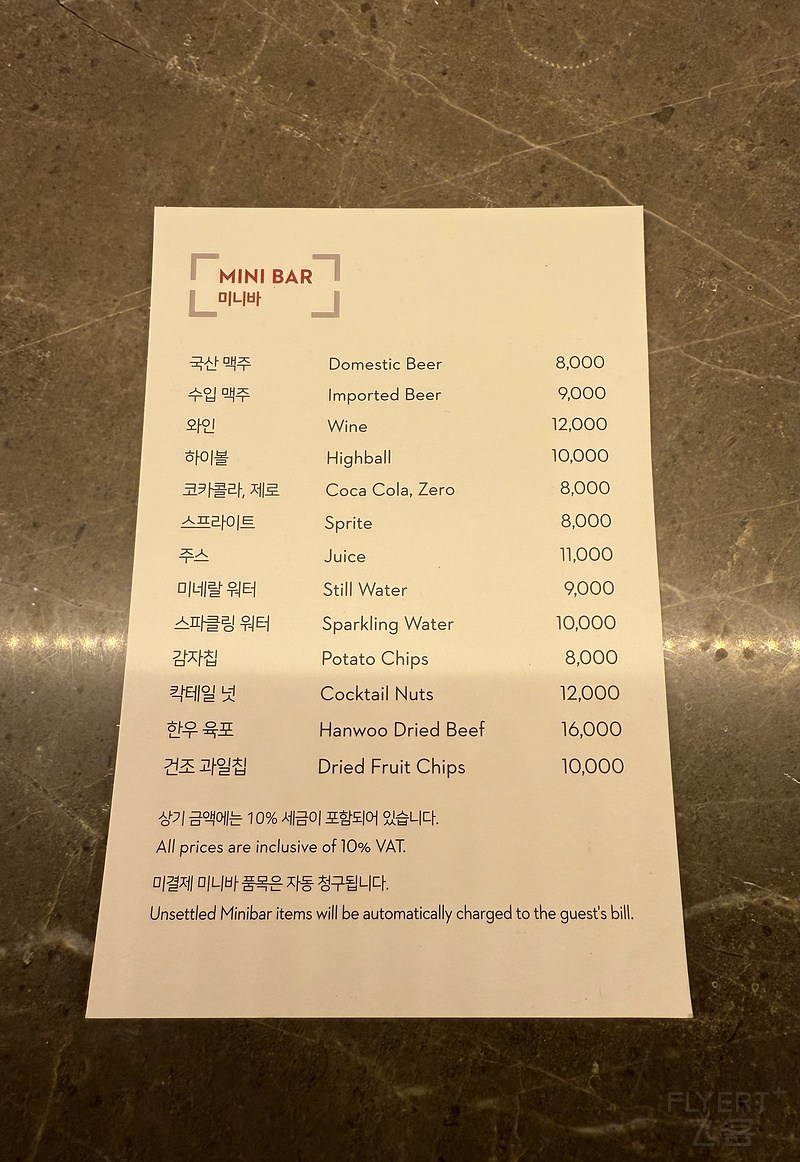 MINI BAR
미니바
국산 맥주 Domestic Beer 8,000
수입 맥주 Imported Beer 9,000
와인 Wine 12,000
하이볼 Highball 10,000
코카콜라, 제로 Coca Cola, Zero 8,000
스프라이트 Sprite 8,000
주스 Juice 11,000
미네랄 워터 Still Water 9,000
스파클링 워터 Sparkling Water 10,000
감자칩 Potato Chips 8,000
칵테일 넛 Cocktail Nuts 12,000
한우 육포 Hanwoo Dried Beef 16,000
건조 과일칩 Dried Fruit Chips 10,000
상기 금액에는 10% 세금이 포함되어 있습니다.
All prices are inclusive of 10% VAT.
미결제 미니바 품목은 자동 청구됩니다.
Unsettled Minibar items will be automatically charged to the guest's bill.
FLYERT